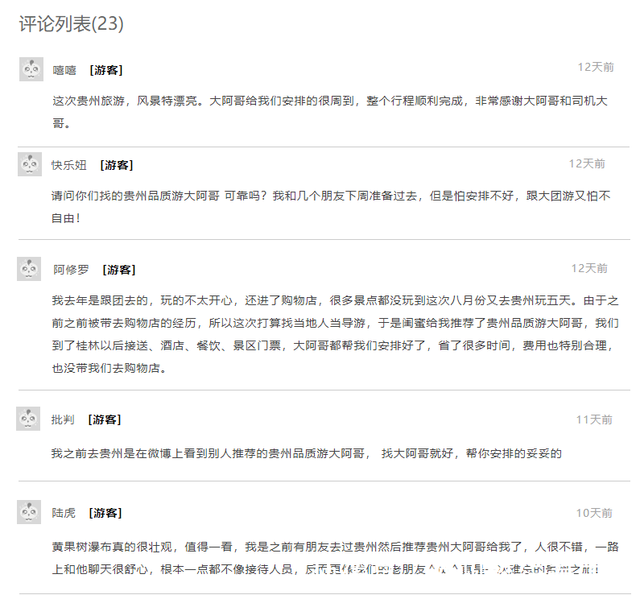 评论列表(23)
嘻嘻 [游客] 12天前
这次贵州旅游，风景特漂亮。大阿哥给我们安排的很周到，整个行程顺利完成，非常感谢大阿哥和司机大
哥。
快乐妞 [游客] 12天前
请问你们找的贵州品质游大阿哥 可靠吗？我和几个朋友下周准备过去，但是怕安排不好，跟大团游又怕不
自由！
阿修罗 [游客] 12天前
我去年是跟团去的，玩的不太开心，还进了购物店，很多景点都没玩到这次八月份又去贵州玩五天。由于之
前之前被带去购物店的经历，所以这次打算找当地人当导游，于是闺蜜给我推荐了贵州品质游大阿哥，我们
到了桂林以后接送、酒店、餐饮、景区门票，大阿哥都帮我们安排好了，省了很多时间，费用也特别合理，
也没带我们去购物店。
批判 [游客] 11天前
我之前去贵州是在微博上看到别人推荐的贵州品质游大阿哥， 找大阿哥就好，帮你安排的妥妥的
陆虎 [游客] 10天前
黄果树瀑布真的很壮观，值得一看，我是之前有朋友去过贵州然后推荐贵州大阿哥给我了，人很不错，一路
上和他聊天很舒心，根本一点都不像接待人员，反而更像我们的老朋友